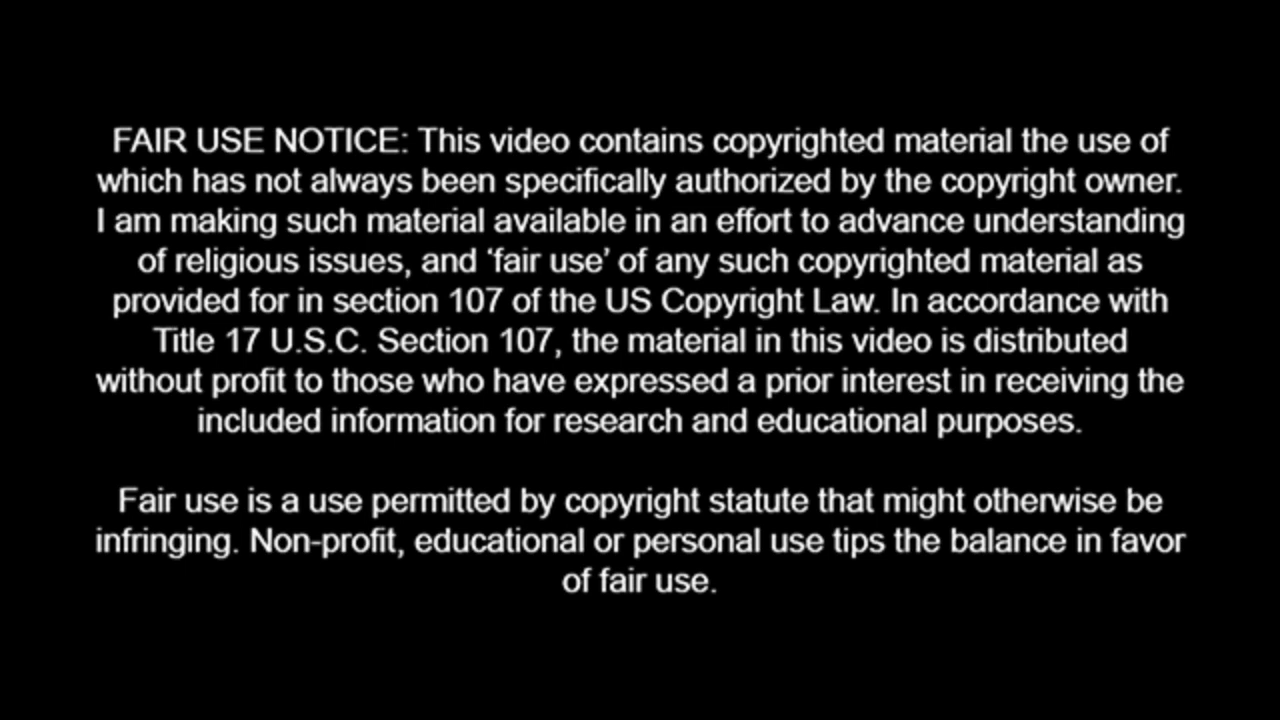 FAIR USE NOTICE: This video contains copyrighted material the use of
which has not always been specifically authorized by the copyright owner.
I am making such material available in an effort to advance understanding
of religious issues, and ‘fair use’ of any such copyrighted material as
provided for in section 107 of the US Copyright Law. In accordance with
Title 17 U.S.C. Section 107, the material in this video is distributed
without profit to those who have expressed a prior interest in receiving the
included information for research and educational purposes.
Fair use is a use permitted by copyright statute that might otherwise be
infringing. Non-profit, educational or personal use tips the balance in favor
of fair use.